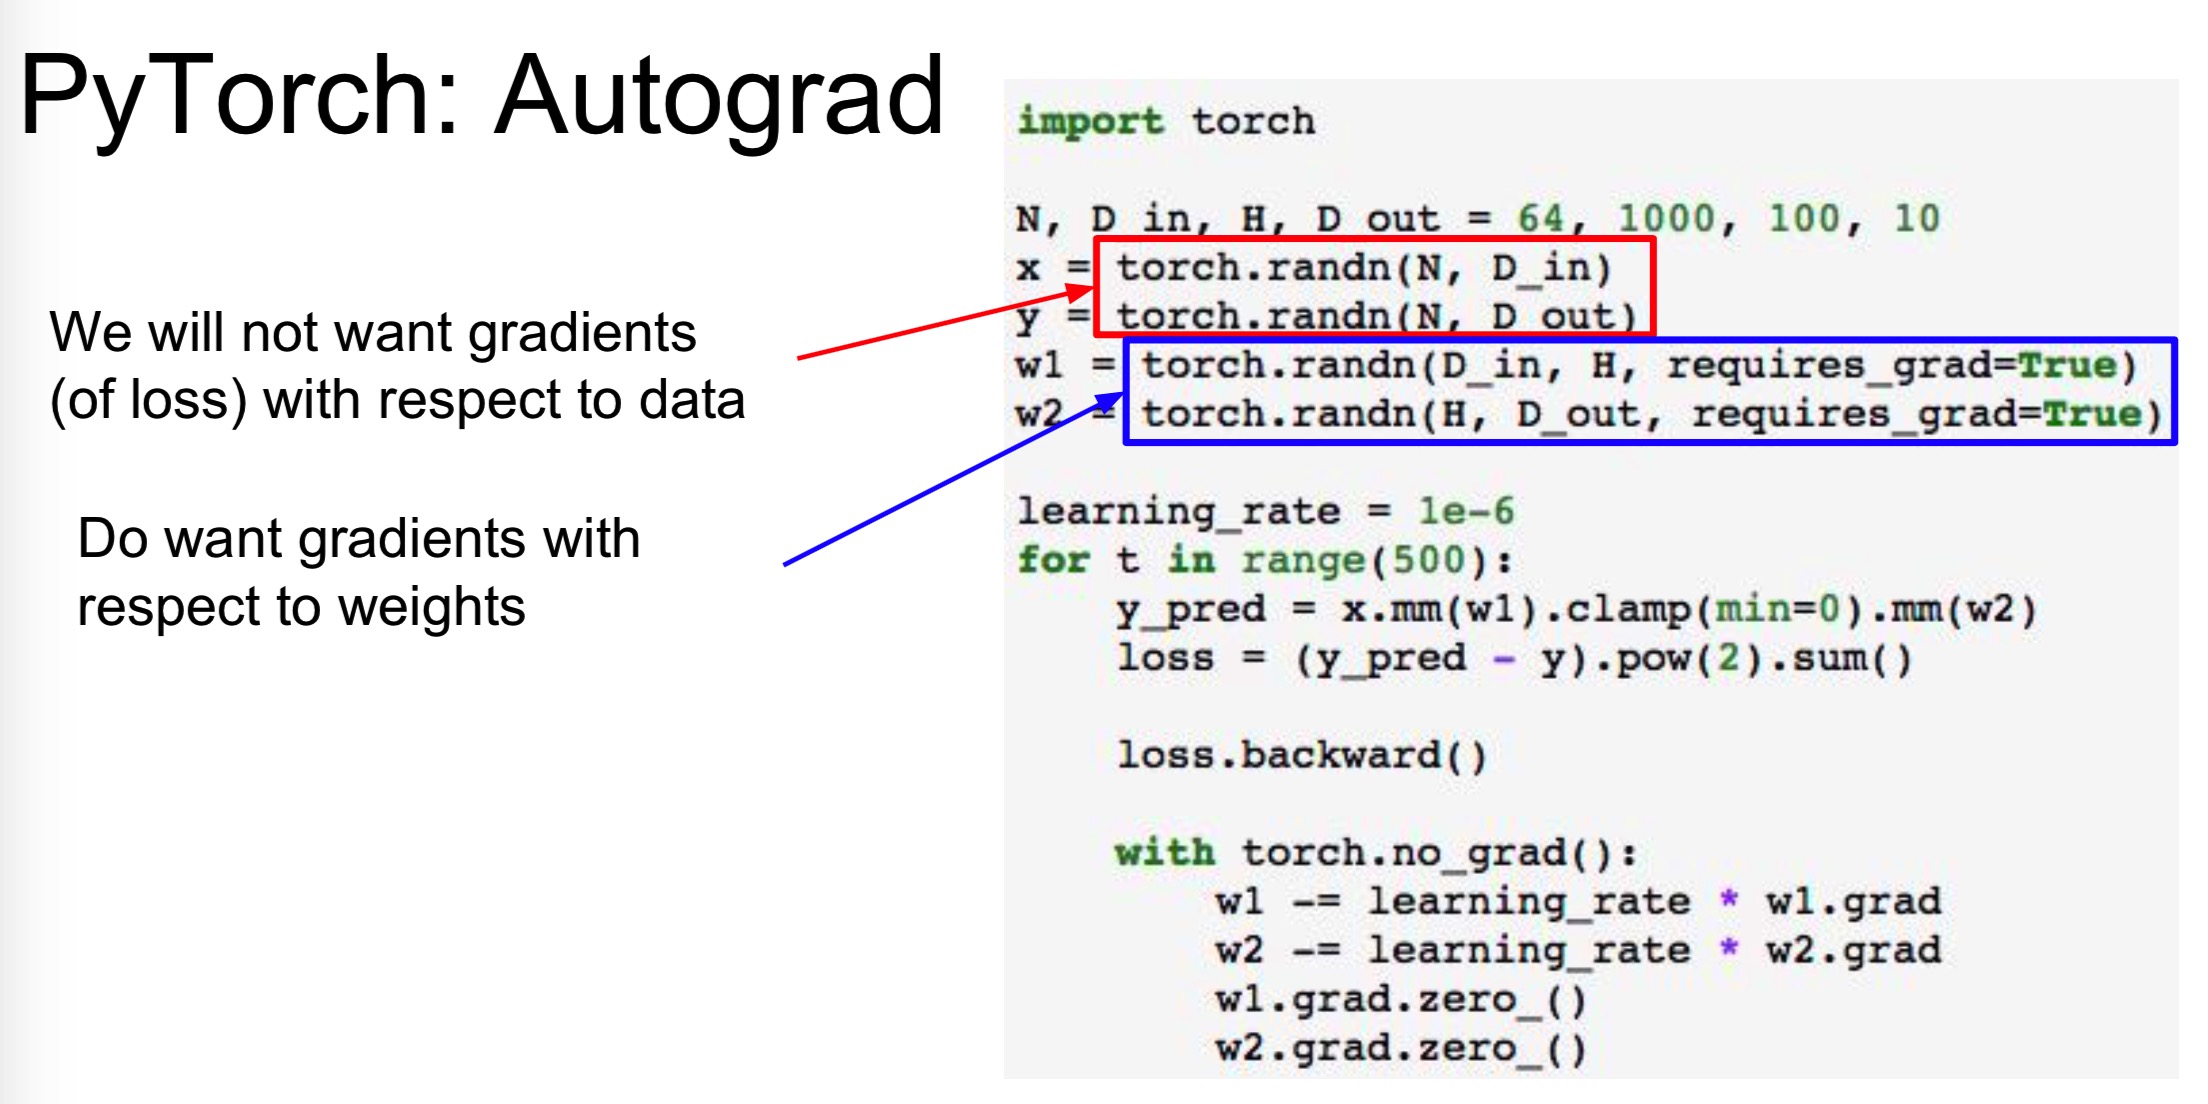 PyTorch: Autograd
We will not want gradients
(of loss) with respect to data
Do want gradients with
respect to weights
import torch
N, D_in, H, D_out = 64, 1000, 100, 10
x = torch.randn(N, D_in)
y = torch.randn(N, D_out)
w1 = torch.randn(D_in, H, requires_grad=True)
w2 = torch.randn(H, D_out, requires_grad=True)
learning_rate = 1e-6
for t in range(500):
    y_pred = x.mm(w1).clamp(min=0).mm(w2)
    loss = (y_pred - y).pow(2).sum()
    loss.backward()
    with torch.no_grad():
        w1 -= learning_rate * w1.grad
        w2 -= learning_rate * w2.grad
        w1.grad.zero_()
        w2.grad.zero_()